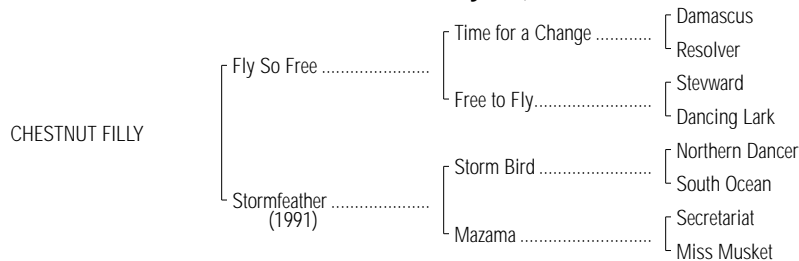 Damascus
Time for a Change ............
Resolver
Fly So Free .......................
Stevward
Free to Fly.........................
Dancing Lark
CHESTNUT FILLY
Northern Dancer
Storm Bird ........................
South Ocean
Stormfeather .....................
(1991)
Secretariat
Mazama ............................
Miss Musket